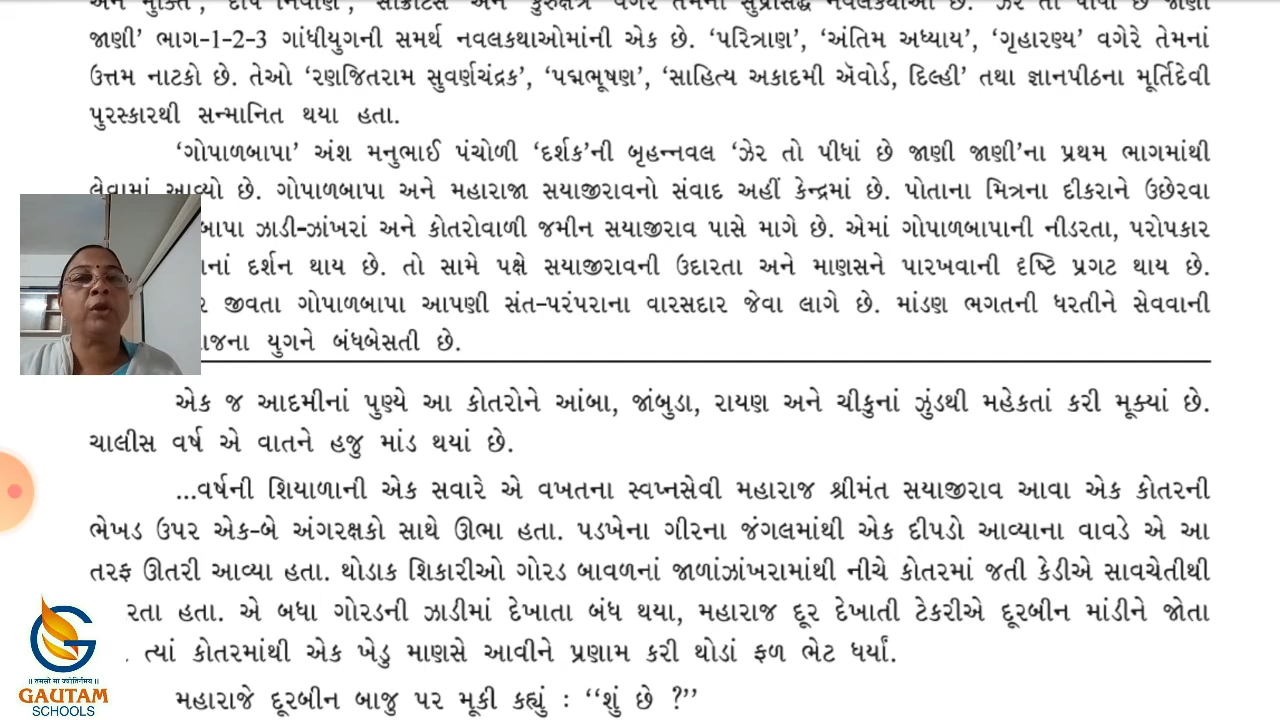 અને મુક્તિ', 'દીપ નિર્વાણ', 'સૉક્રેટિસ' અને 'કુરુક્ષેત્ર' વગેરે તેમની સુપ્રસિદ્ધ નવલકથાઓ છે. 'ઝેર તો પીધાં છે જાણી
જાણી' ભાગ-1-2-3 ગાંધીયુગની સમર્થ નવલકથાઓમાંની એક છે. 'પરિત્રાણ', 'અંતિમ અધ્યાય', 'ગૃહારણ્ય' વગેરે તેમનાં
ઉત્તમ નાટકો છે. તેઓ 'રણજિતરામ સુવર્ણચંદ્રક', 'પદ્મભૂષણ', 'સાહિત્ય અકાદમી ઍવોર્ડ, દિલ્હી' તથા જ્ઞાનપીઠના મૂર્તિદેવી
પુરસ્કારથી સન્માનિત થયા હતા.
'ગોપાળબાપા' અંશ મનુભાઈ પંચોળી 'દર્શક'ની બૃહન્નવલ 'ઝેર તો પીધાં છે જાણી જાણી'ના પ્રથમ ભાગમાંથી
લેવામાં આવ્યો છે. ગોપાળબાપા અને મહારાજા સયાજીરાવનો સંવાદ અહીં કેન્દ્રમાં છે. પોતાના મિત્રના દીકરાને ઉછેરવા
બાપા ઝાડી-ઝાંખરાં અને કોતરોવાળી જમીન સયાજીરાવ પાસે માગે છે. એમાં ગોપાળબાપાની નીડરતા, પરોપકાર
નાં દર્શન થાય છે. તો સામે પક્ષે સયાજીરાવની ઉદારતા અને માણસને પારખવાની દૃષ્ટિ પ્રગટ થાય છે.
ર જીવતા ગોપાળબાપા આપણી સંત-પરંપરાના વારસદાર જેવા લાગે છે. માંડણ ભગતની ધરતીને સેવવાની
જના યુગને બંધબેસતી છે.
એક જ આદમીનાં પુણ્યે આ કોતરોને આંબા, જાંબુડા, રાયણ અને ચીકુનાં ઝુંડથી મહેકતાં કરી મૂક્યાં છે.
ચાલીસ વર્ષ એ વાતને હજુ માંડ થયાં છે.
...વર્ષની શિયાળાની એક સવારે એ વખતના સ્વપ્નસેવી મહારાજ શ્રીમંત સયાજીરાવ આવા એક કોતરની
ભેખડ ઉપર એક-બે અંગરક્ષકો સાથે ઊભા હતા. પડખેના ગીરના જંગલમાંથી એક દીપડો આવ્યાના વાવડે એ આ
તરફ ઊતરી આવ્યા હતા. થોડાક શિકારીઓ ગોરડ બાવળનાં જાળાંઝાંખરામાંથી નીચે કોતરમાં જતી કેડીએ સાવચેતીથી
રતા હતા. એ બધા ગોરડની ઝાડીમાં દેખાતા બંધ થયા, મહારાજ દૂર દેખાતી ટેકરીએ દૂરબીન માંડીને જોતા
. ત્યાં કોતરમાંથી એક ખેડુ માણસે આવીને પ્રણામ કરી થોડાં ફળ ભેટ ધર્યાં.
મહારાજે દૂરબીન બાજુ પર મૂકી કહ્યું : ''શું છે ?''
॥ तमसो मा ज्योतिर्गमय ॥
GAUTAM
SCHOOLS